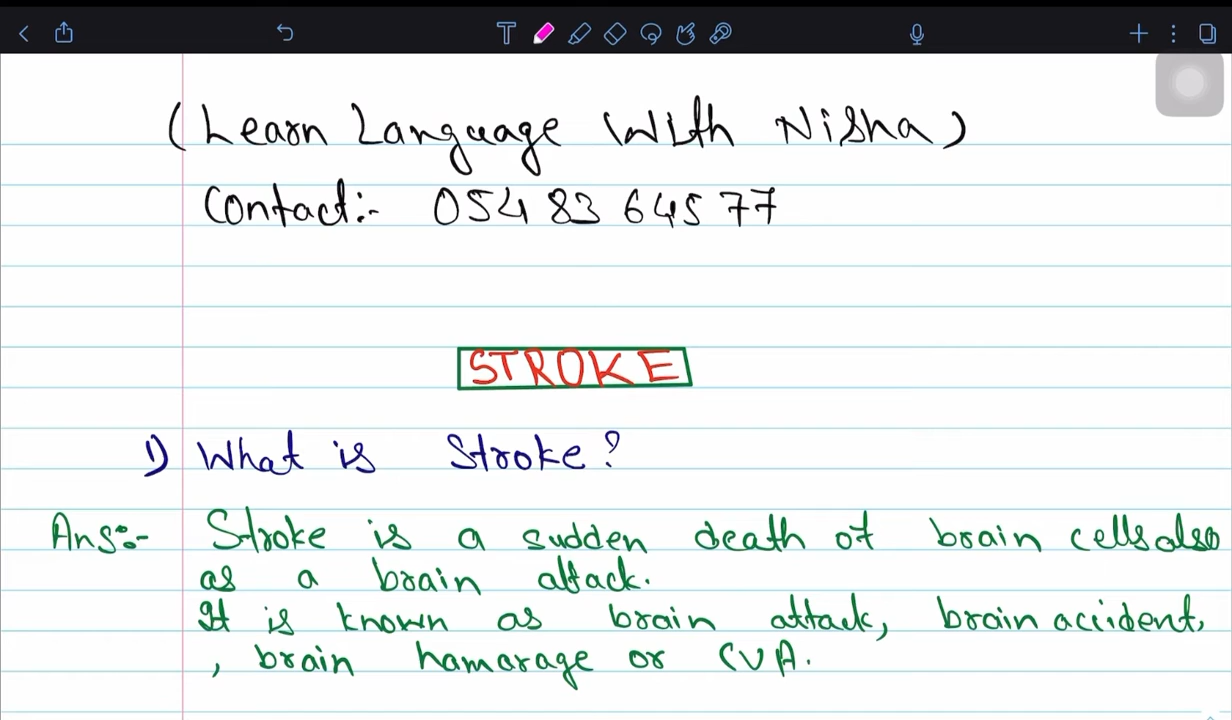 (Learn Language With Nisha)
Contact:- 054 83 645 77
STROKE
1) What is Stroke?
Ans:- Stroke is a sudden death of brain cells also
as a brain attack.
It is known as brain attack, brain accident,
, brain hamarage or CVA.